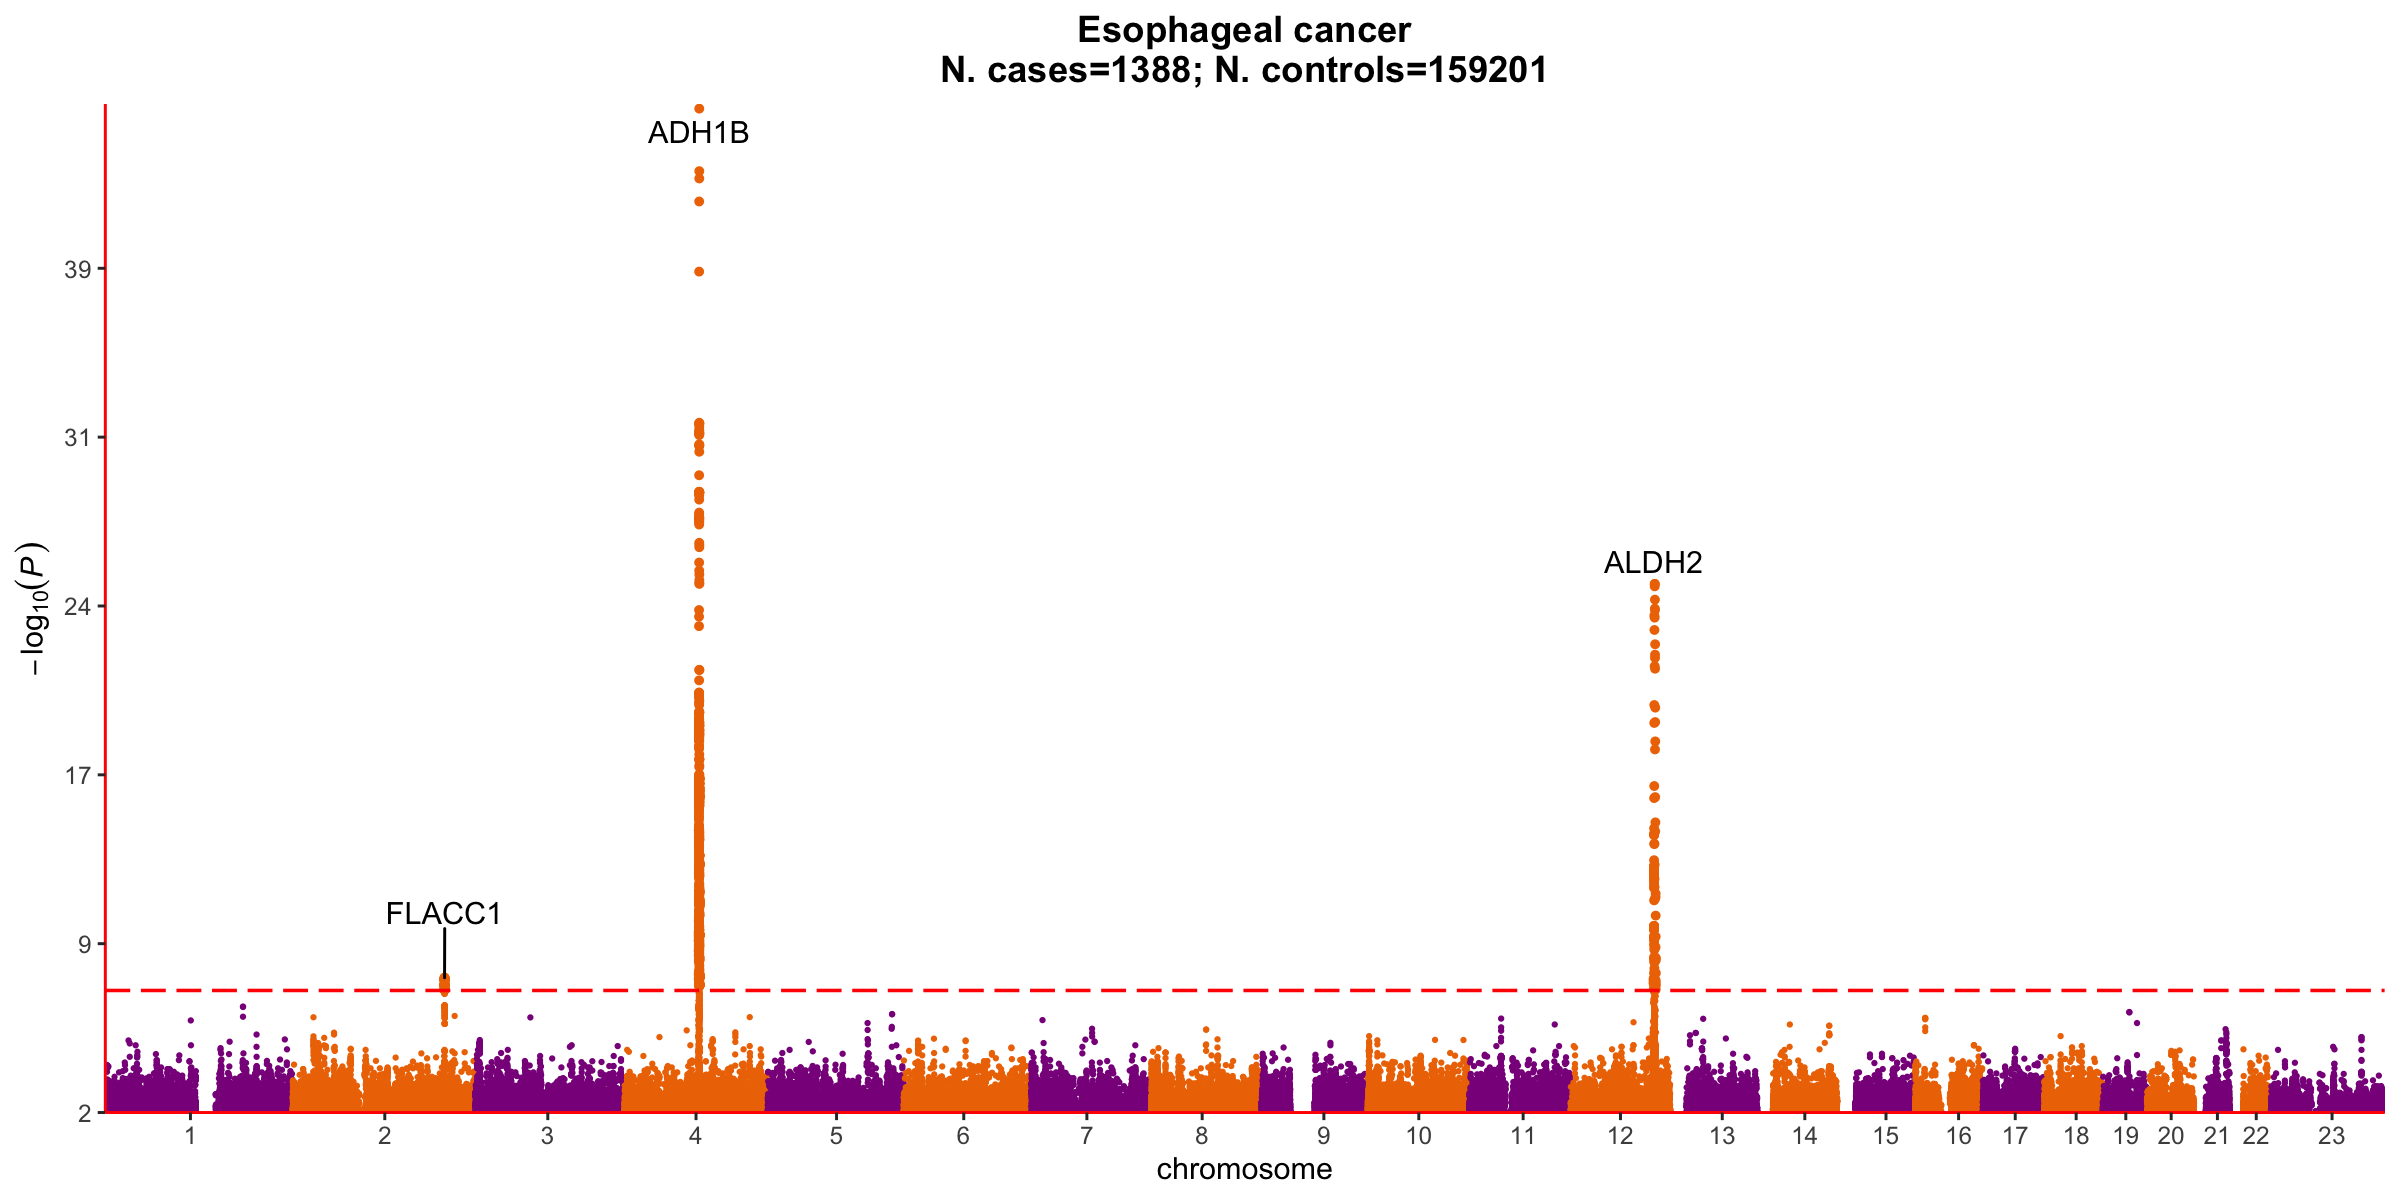 Esophageal cancer
N. cases=1388; N. controls=159201
ADH1B
39
31
ALDH2
24
−log10(P)
17
FLACC1
9
2
1 2 3 4 5 6 7 8 9 10 11 12 13 14 15 16 17 18 19 20 21 22 23
chromosome